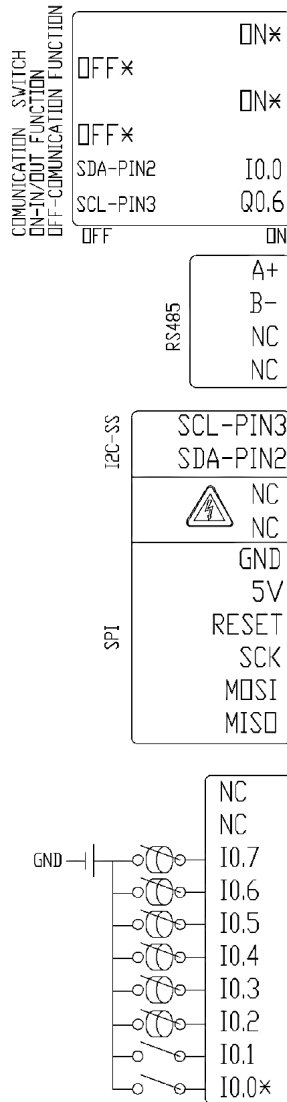 COMUNICATION SWITCH
ON-IN/OUT FUNCTION
OFF-COMUNICATION FUNCTION
ON*
OFF*
ON*
OFF*
SDA-PIN2 I0.0
SCL-PIN3 Q0.6
OFF ON
RS485
A+
B-
NC
NC
I2C-SS
SCL-PIN3
SDA-PIN2
NC
NC
SPI
GND
5V
RESET
SCK
MOSI
MISO
NC
NC
GND I0.7
I0.6
I0.5
I0.4
I0.3
I0.2
I0.1
I0.0*